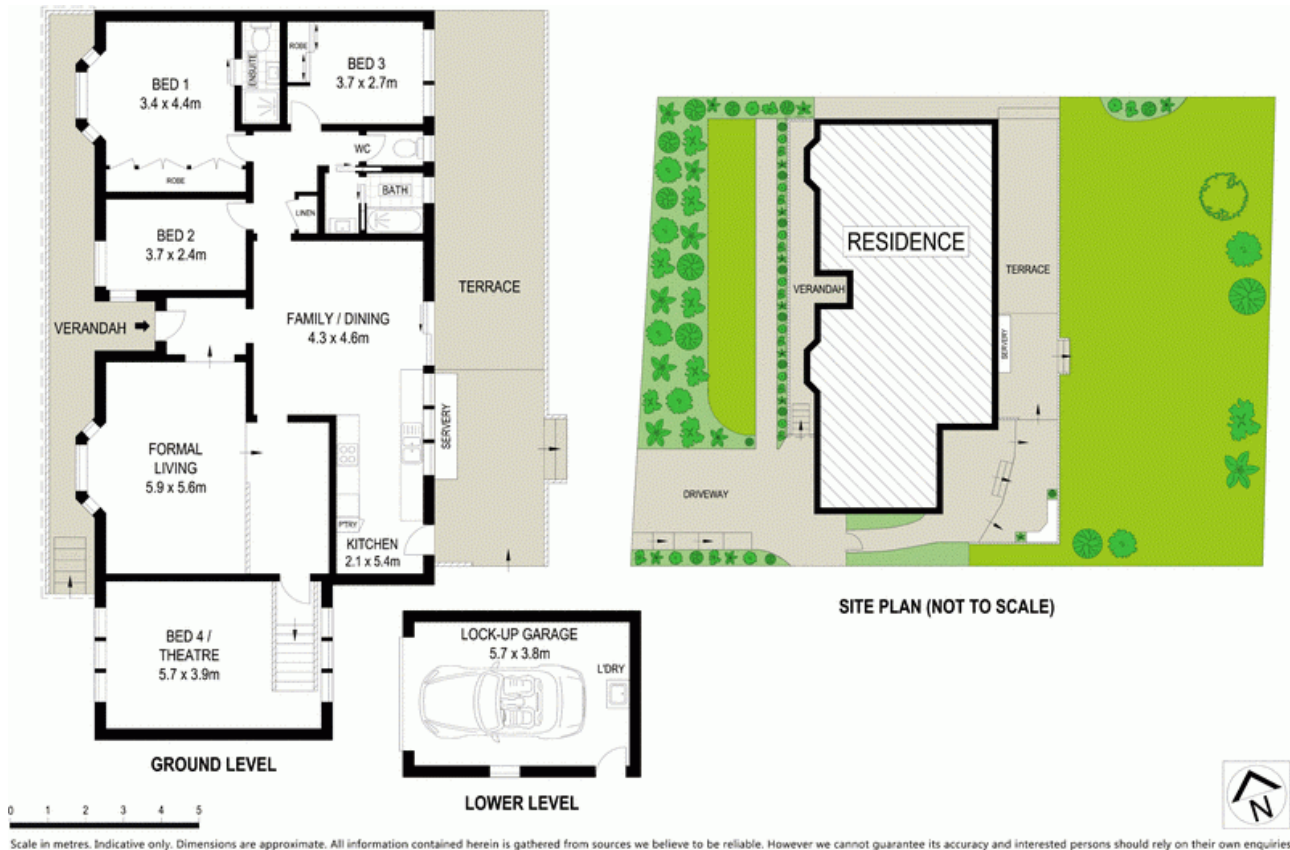 BED 1
3.4 x 4.4m
ENSUITE
ROBE
BED 3
3.7 x 2.7m
WC
ROBE
BATH
LINEN
BED 2
3.7 x 2.4m
VERANDAH
FAMILY / DINING
4.3 x 4.6m
TERRACE
SERVERY
FORMAL
LIVING
5.9 x 5.6m
P'TRY
KITCHEN
2.1 x 5.4m
BED 4 /
THEATRE
5.7 x 3.9m
GROUND LEVEL
LOCK-UP GARAGE
5.7 x 3.8m
L'DRY
LOWER LEVEL
RESIDENCE
VERANDAH
TERRACE
SERVERY
DRIVEWAY
SITE PLAN (NOT TO SCALE)
N
0 1 2 3 4 5
Scale in metres. Indicative only. Dimensions are approximate. All information contained herein is gathered from sources we believe to be reliable. However we cannot guarantee its accuracy and interested persons should rely on their own enquiries